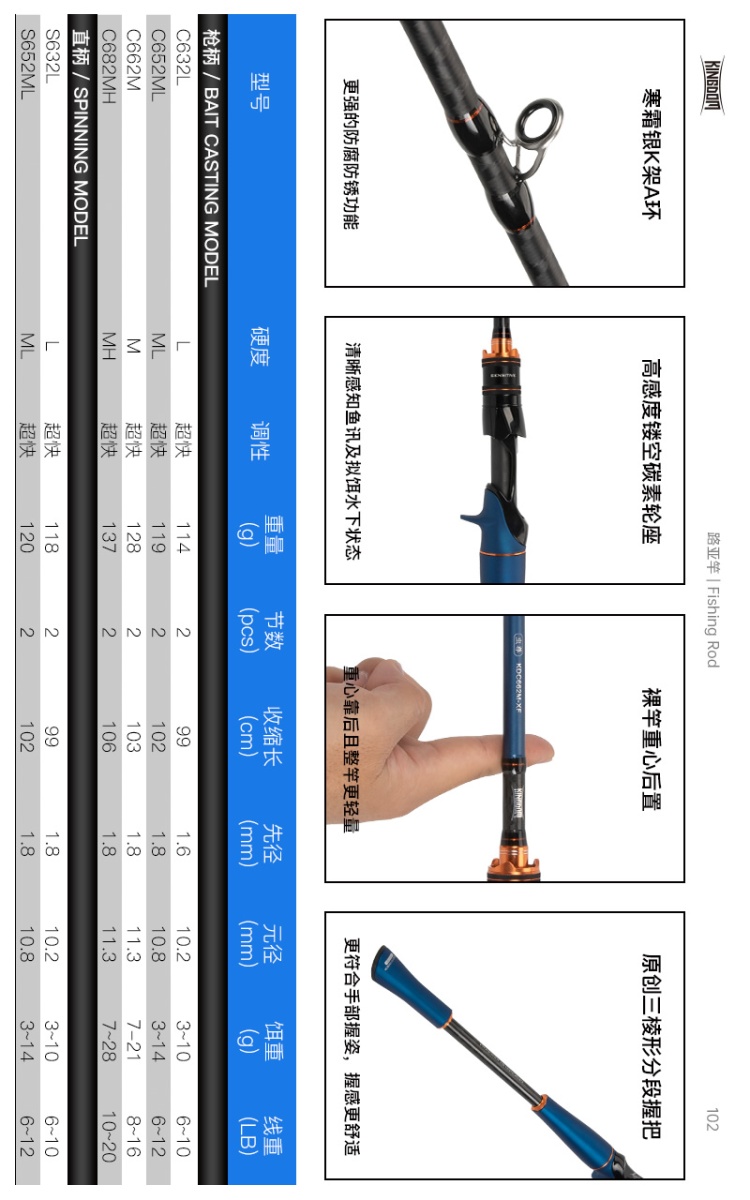 KINGDOM
路亚竿 | Fishing Rod
102
寒霜银K架A环
更强的防腐防锈功能
高感度镂空碳素轮座
SENSITIVE
清晰感知鱼讯及拟饵水下状态
裸竿重心后置
KDC662M-XF
KINGDOM
重心靠后且整竿更轻量
原创三棱形分段握把
更符合手部握姿，握感更舒适
型号 硬度 调性 重量(g) 节数(pcs) 收缩长(cm) 先径(mm) 元径(mm) 饵重(g) 线重(LB)
枪柄 / BAIT CASTING MODEL
C632L L 超快 114 2 99 1.6 10.2 3~10 6~10
C652ML ML 超快 119 2 102 1.8 10.8 3~14 6~12
C662M M 超快 128 2 103 1.8 11.3 7~21 8~16
C682MH MH 超快 137 2 106 1.8 11.3 7~28 10~20
直柄 / SPINNING MODEL
S632L L 超快 118 2 99 1.8 10.2 3~10 6~10
S652ML ML 超快 120 2 102 1.8 10.8 3~14 6~12